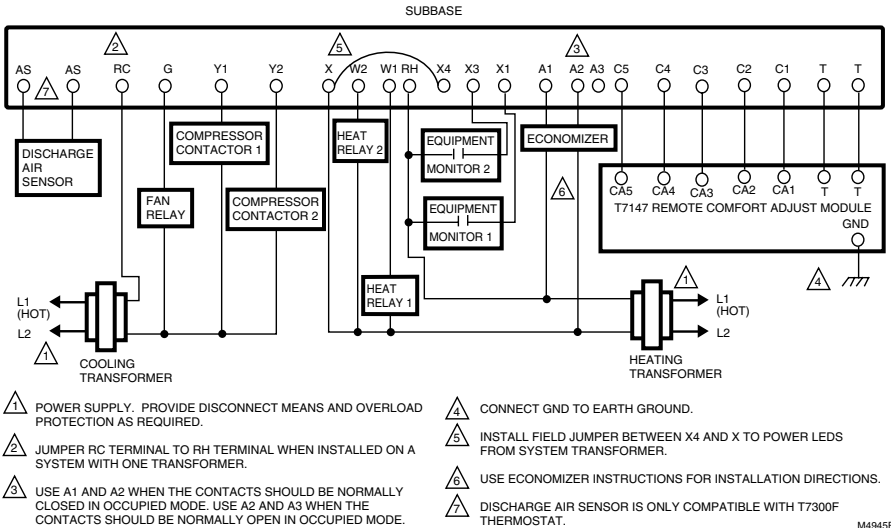 SUBBASE
2 5 3
AS AS RC G Y1 Y2 X W2 W1 RH X4 X3 X1 A1 A2 A3 C5 C4 C3 C2 C1 T T
7
DISCHARGE
AIR
SENSOR
FAN
RELAY
COMPRESSOR
CONTACTOR 1
COMPRESSOR
CONTACTOR 2
HEAT
RELAY 2
HEAT
RELAY 1
EQUIPMENT
MONITOR 2
EQUIPMENT
MONITOR 1
ECONOMIZER
6
CA5 CA4 CA3 CA2 CA1 T T
T7147 REMOTE COMFORT ADJUST MODULE
GND
4
L1
(HOT)
L2
1
COOLING
TRANSFORMER
1
L1
(HOT)
L2
HEATING
TRANSFORMER
1 POWER SUPPLY. PROVIDE DISCONNECT MEANS AND OVERLOAD
PROTECTION AS REQUIRED.
2 JUMPER RC TERMINAL TO RH TERMINAL WHEN INSTALLED ON A
SYSTEM WITH ONE TRANSFORMER.
3 USE A1 AND A2 WHEN THE CONTACTS SHOULD BE NORMALLY
CLOSED IN OCCUPIED MODE. USE A2 AND A3 WHEN THE
CONTACTS SHOULD BE NORMALLY OPEN IN OCCUPIED MODE.
4 CONNECT GND TO EARTH GROUND.
5 INSTALL FIELD JUMPER BETWEEN X4 AND X TO POWER LEDS
FROM SYSTEM TRANSFORMER.
6 USE ECONOMIZER INSTRUCTIONS FOR INSTALLATION DIRECTIONS.
7 DISCHARGE AIR SENSOR IS ONLY COMPATIBLE WITH T7300F
THERMOSTAT.